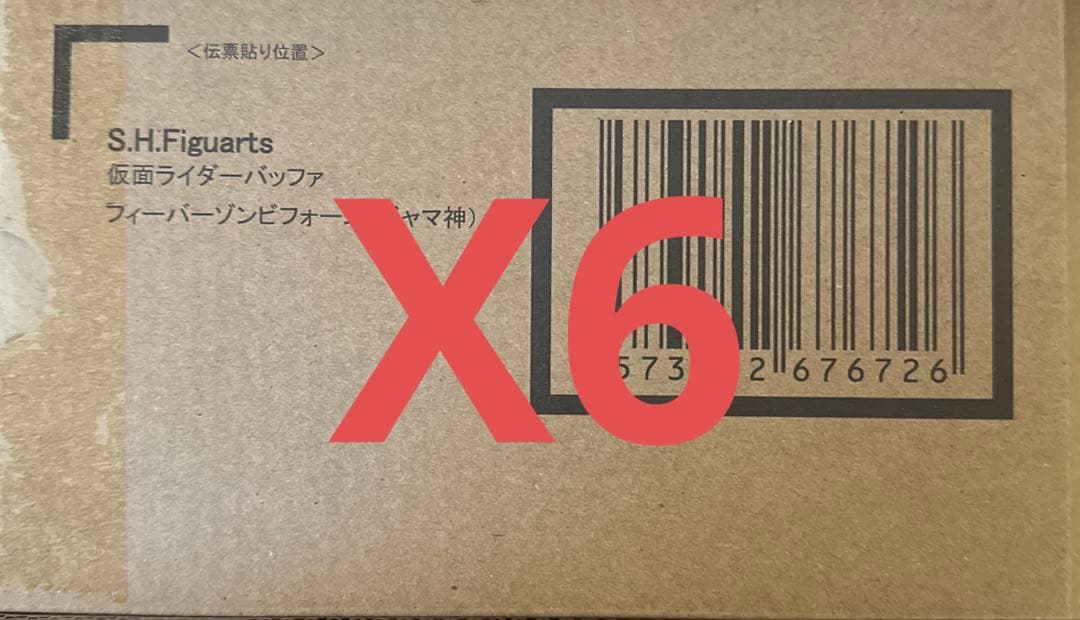 ＜伝票貼り位置＞
S.H.Figuarts
仮面ライダーバッファ
フィーバーゾンビフォー ャマ神）
X6
573 2 676726